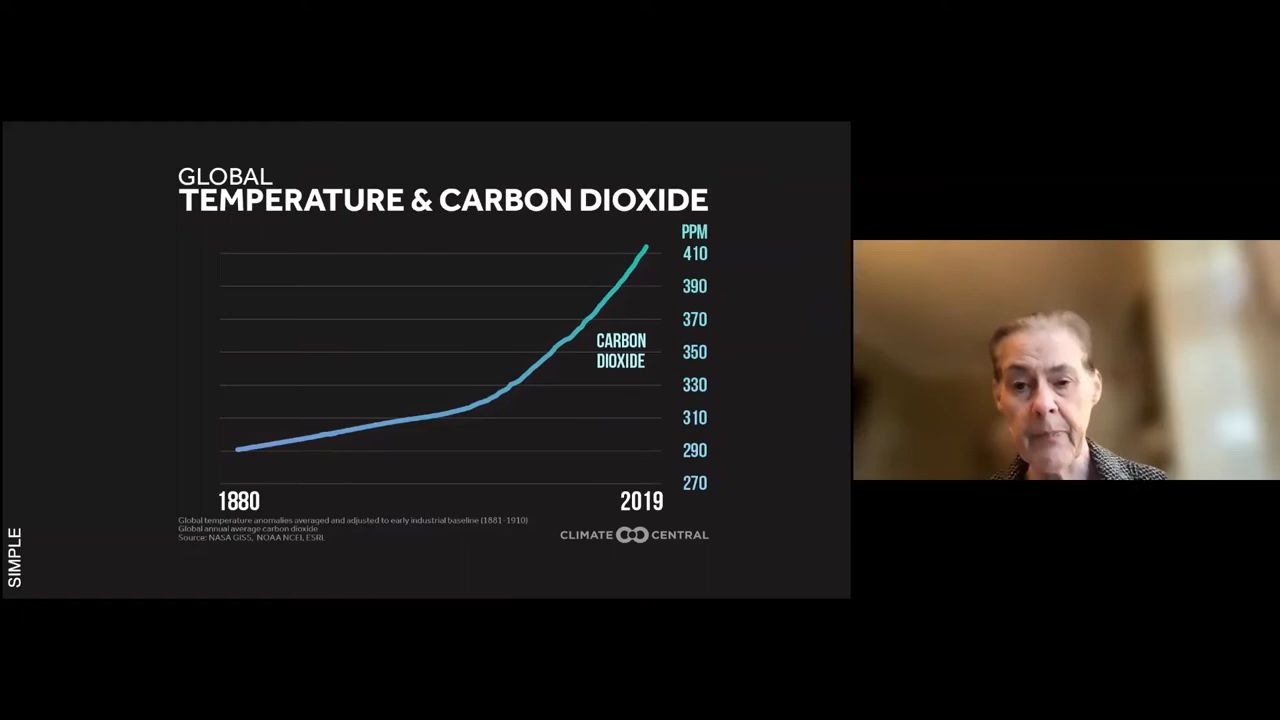 GLOBAL
TEMPERATURE & CARBON DIOXIDE
PPM
410
390
370
CARBON
DIOXIDE
350
330
310
290
270
1880
2019
Global temperature anomalies averaged and adjusted to early industrial baseline (1881-1910)
Global annual average carbon dioxide
Source: NASA GISS, NOAA NCEI, ESRL
CLIMATE CENTRAL
SIMPLE